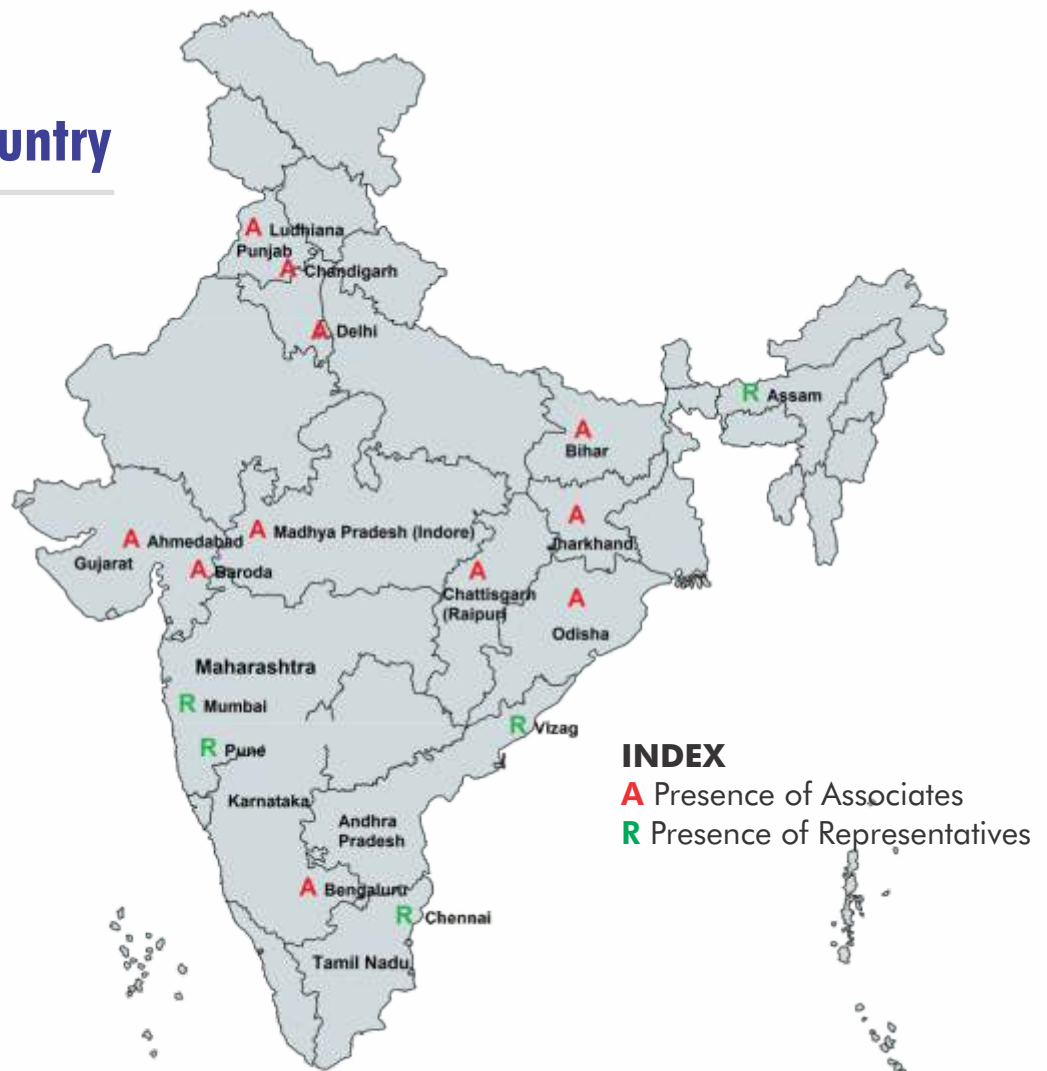 untry
A Ludhiana
Punjab
A Chandigarh
A Delhi
R Assam
A
Bihar
A Madhya Pradesh (Indore)
A
Jharkhand
A Ahmedabad
Gujarat
A Baroda
A
Chattisgarh
(Raipur)
A
Odisha
Maharashtra
R Mumbai
R Vizag
R Pune
Karnataka
Andhra
Pradesh
A Bengaluru
R Chennai
Tamil Nadu
INDEX
A Presence of Associates
R Presence of Representatives